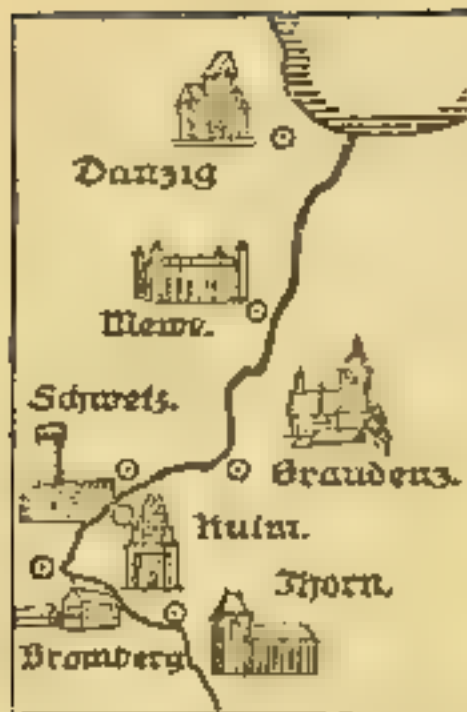 Danzig
Mewe.
Schwetz.
Graudenz.
Kulm.
Thorn.
Bromberg